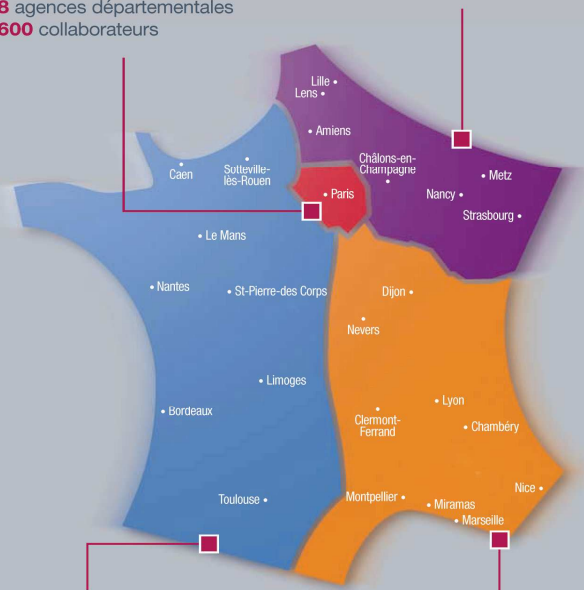 8 agences départementales
600 collaborateurs
Lille
Lens
Amiens
Châlons-en-
Champagne
Metz
Nancy
Strasbourg
Caen
Sotteville-
lès-Rouen
Paris
Le Mans
Nantes
St-Pierre-des Corps
Dijon
Nevers
Limoges
Bordeaux
Lyon
Clermont-
Ferrand
Chambéry
Toulouse
Montpellier
Miramas
Marseille
Nice